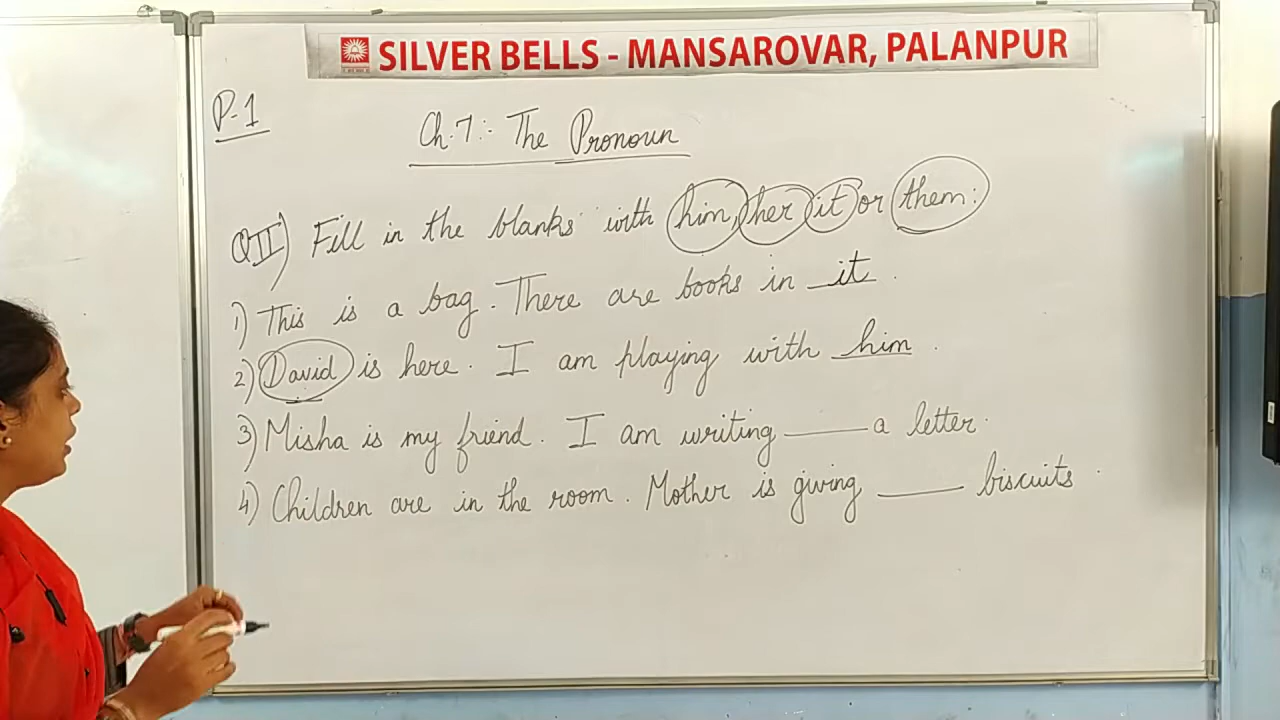 SILVER BELLS - MANSAROVAR, PALANPUR
P-1
Ch.7:- The Pronoun
QII) Fill in the blanks with him, her, it or them:
1) This is a bag. There are books in it.
2) David is here. I am playing with him.
3) Misha is my friend. I am writing ____ a letter.
4) Children are in the room. Mother is giving ____ biscuits.